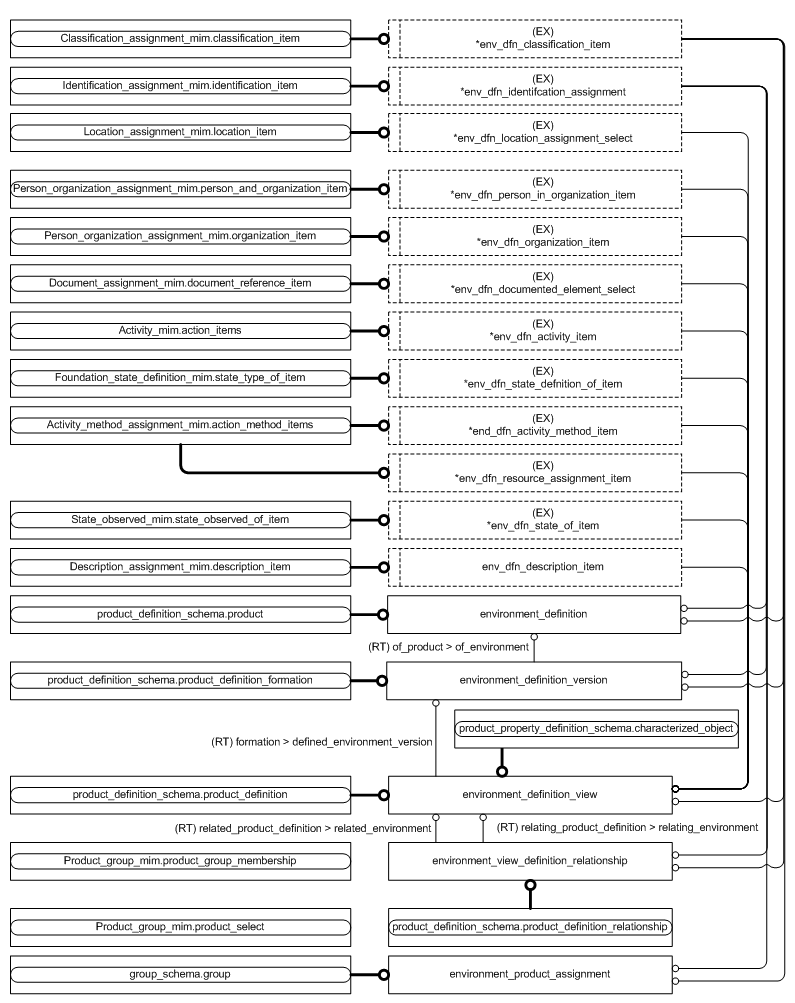 Classification_assignment_mim.classification_item
(EX)
*env_dfn_classification_item
Identification_assignment_mim.identification_item
(EX)
*env_dfn_identifcation_assignment
Location_assignment_mim.location_item
(EX)
*env_dfn_location_assignment_select
Person_organization_assignment_mim.person_and_organization_item
(EX)
*env_dfn_person_in_organization_item
Person_organization_assignment_mim.organization_item
(EX)
*env_dfn_organization_item
Document_assignment_mim.document_reference_item
(EX)
*env_dfn_documented_element_select
Activity_mim.action_items
(EX)
*env_dfn_activity_item
Foundation_state_definition_mim.state_type_of_item
(EX)
*env_dfn_state_defnition_of_item
Activity_method_assignment_mim.action_method_items
(EX)
*end_dfn_activity_method_item
(EX)
*env_dfn_resource_assignment_item
State_observed_mim.state_observed_of_item
(EX)
*env_dfn_state_of_item
Description_assignment_mim.description_item
env_dfn_description_item
product_definition_schema.product
environment_definition
(RT) of_product > of_environment
product_definition_schema.product_definition_formation
environment_definition_version
product_property_definition_schema.characterized_object
(RT) formation > defined_environment_version
product_definition_schema.product_definition
environment_definition_view
(RT) related_product_definition > related_environment
(RT) relating_product_definition > relating_environment
Product_group_mim.product_group_membership
environment_view_definition_relationship
Product_group_mim.product_select
product_definition_schema.product_definition_relationship
group_schema.group
environment_product_assignment